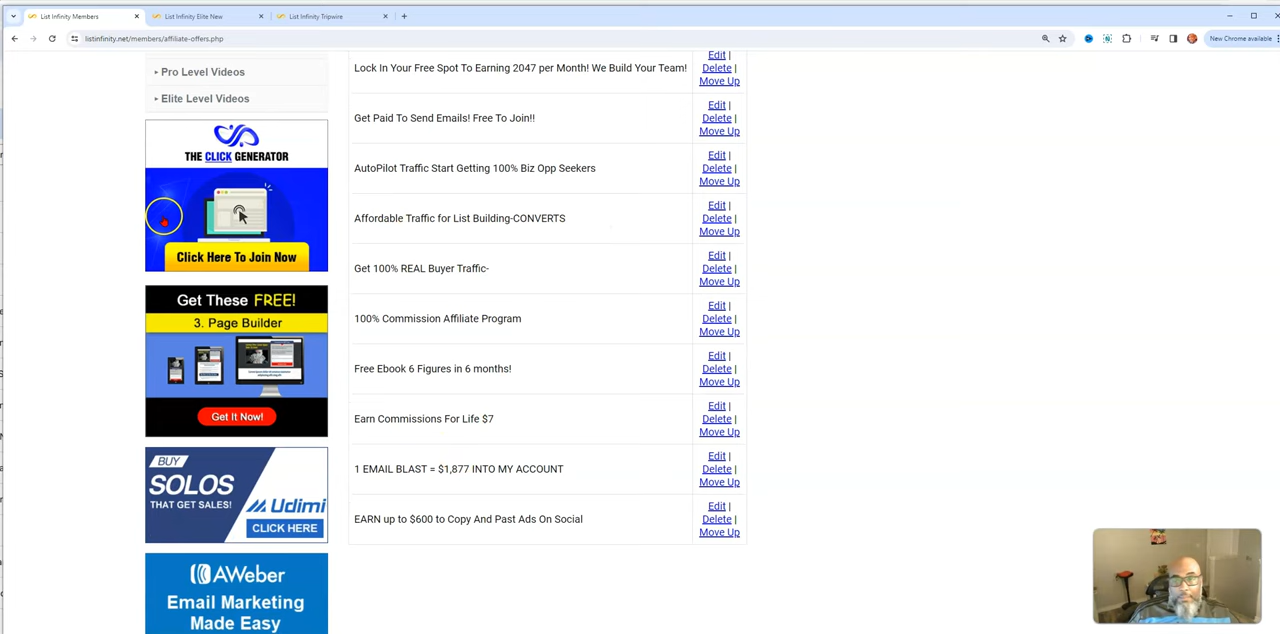 List Infinity Members
List Infinity Elite New
List Infinity Tripwire
listinfinity.net/members/affiliate-offers.php
New Chrome available
Pro Level Videos
Elite Level Videos
THE CLICK GENERATOR
Click Here To Join Now
Get These FREE!
3. Page Builder
Get It Now!
BUY
SOLOS
THAT GET SALES!
Udimi
CLICK HERE
AWeber
Email Marketing
Made Easy
Lock In Your Free Spot To Earning 2047 per Month! We Build Your Team!
Edit |
Delete |
Move Up
Get Paid To Send Emails! Free To Join!!
Edit |
Delete |
Move Up
AutoPilot Traffic Start Getting 100% Biz Opp Seekers
Edit |
Delete |
Move Up
Affordable Traffic for List Building-CONVERTS
Edit |
Delete |
Move Up
Get 100% REAL Buyer Traffic-
Edit |
Delete |
Move Up
100% Commission Affiliate Program
Edit |
Delete |
Move Up
Free Ebook 6 Figures in 6 months!
Edit |
Delete |
Move Up
Earn Commissions For Life $7
Edit |
Delete |
Move Up
1 EMAIL BLAST = $1,877 INTO MY ACCOUNT
Edit |
Delete |
Move Up
EARN up to $600 to Copy And Past Ads On Social
Edit |
Delete |
Move Up